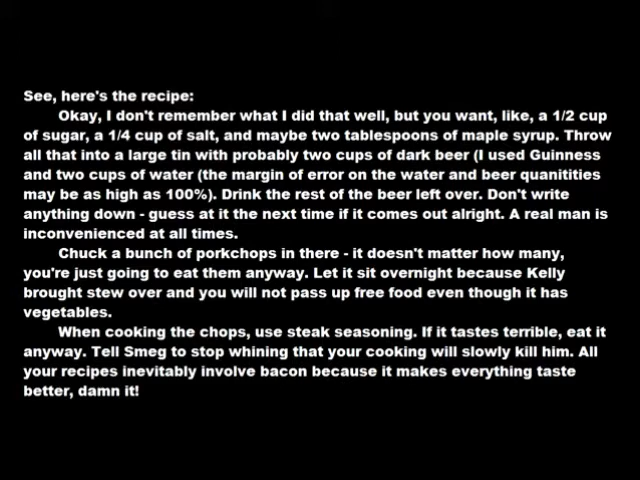 See, here's the recipe:
Okay, I don't remember what I did that well, but you want, like, a 1/2 cup
of sugar, a 1/4 cup of salt, and maybe two tablespoons of maple syrup. Throw
all that into a large tin with probably two cups of dark beer (I used Guinness
and two cups of water (the margin of error on the water and beer quanitities
may be as high as 100%). Drink the rest of the beer left over. Don't write
anything down - guess at it the next time if it comes out alright. A real man is
inconvenienced at all times.
Chuck a bunch of porkchops in there - it doesn't matter how many,
you're just going to eat them anyway. Let it sit overnight because Kelly
brought stew over and you will not pass up free food even though it has
vegetables.
When cooking the chops, use steak seasoning. If it tastes terrible, eat it
anyway. Tell Smeg to stop whining that your cooking will slowly kill him. All
your recipes inevitably involve bacon because it makes everything taste
better, damn it!